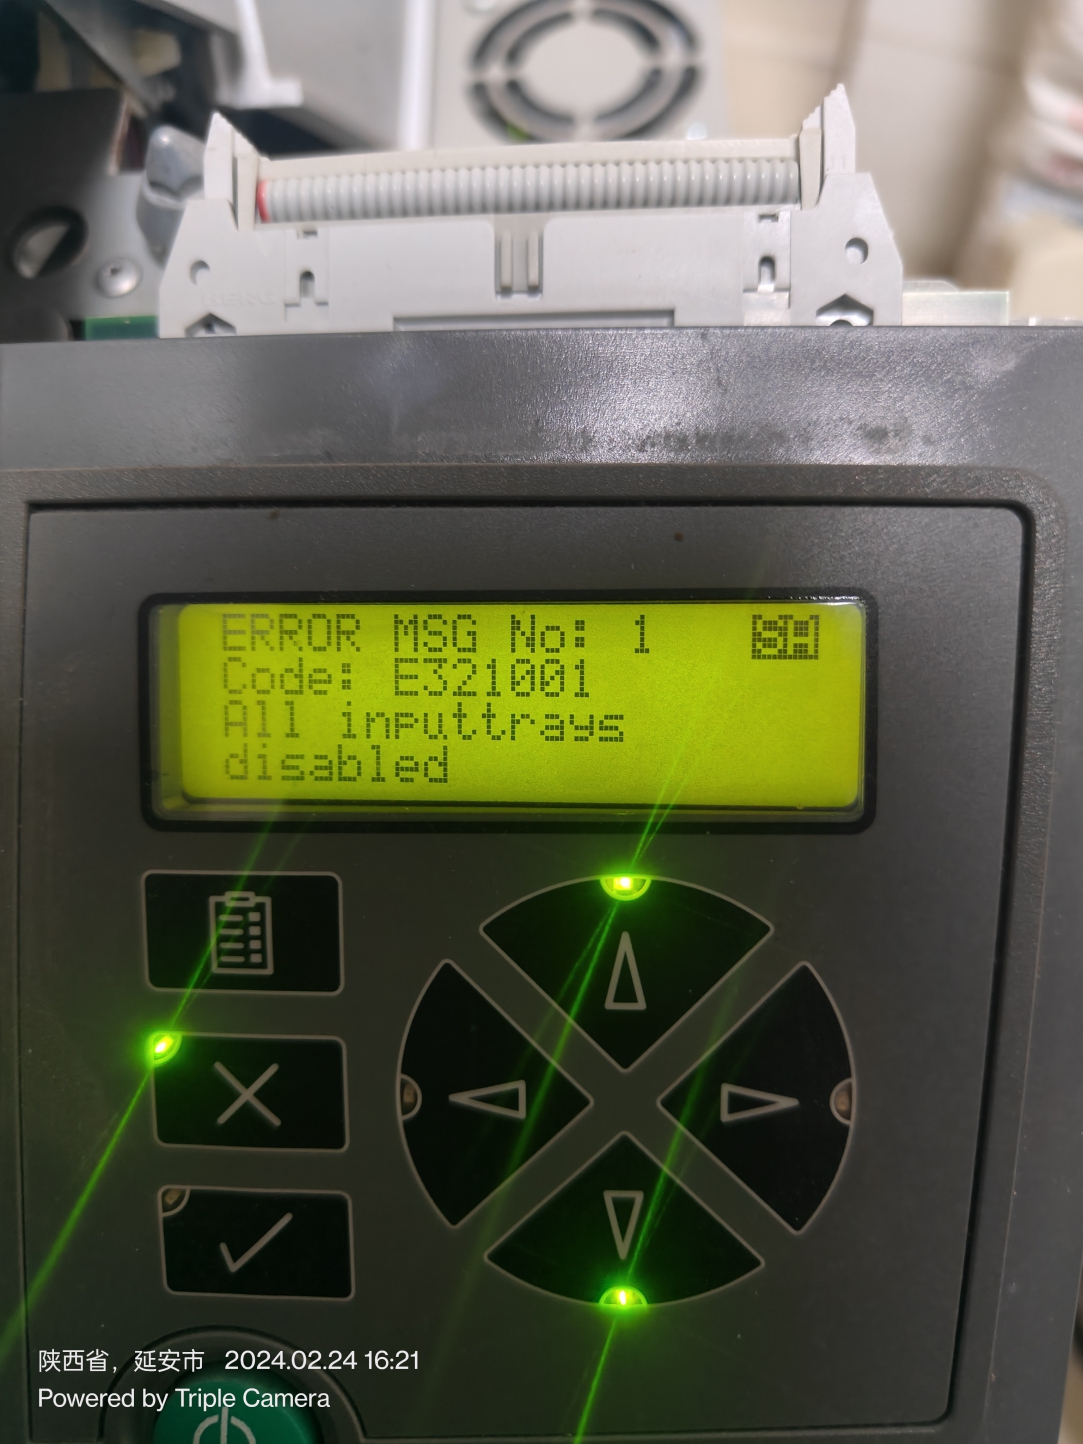 ERROR MSG No: 1
Code: E321001
All inputtrays
disabled
陕西省，延安市 2024.02.24 16:21
Powered by Triple Camera